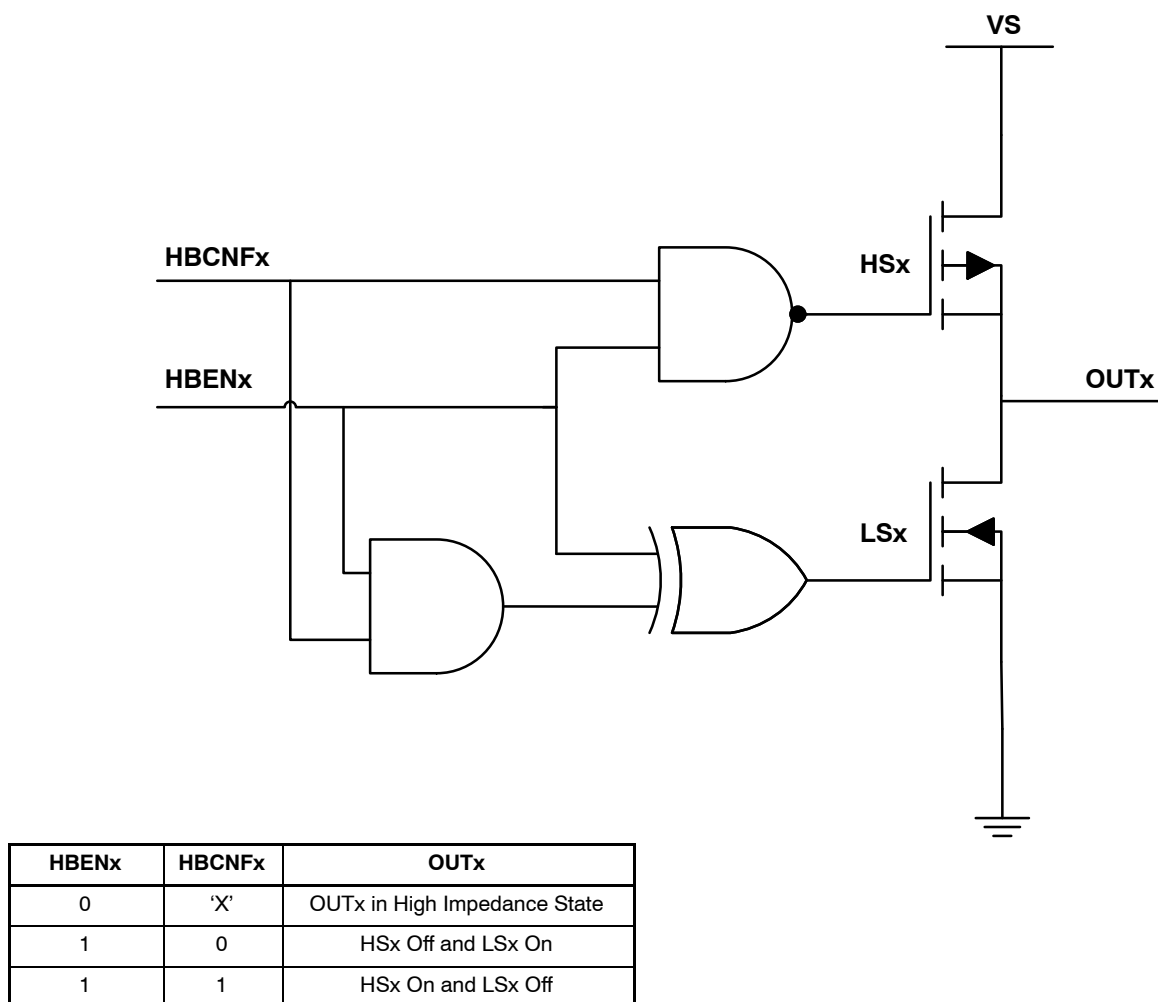 VS
HBCNFx
HSx
HBENx
OUTx
LSx
HBENx HBCNFx OUTx
0 ‘X’ OUTx in High Impedance State
1 0 HSx Off and LSx On
1 1 HSx On and LSx Off